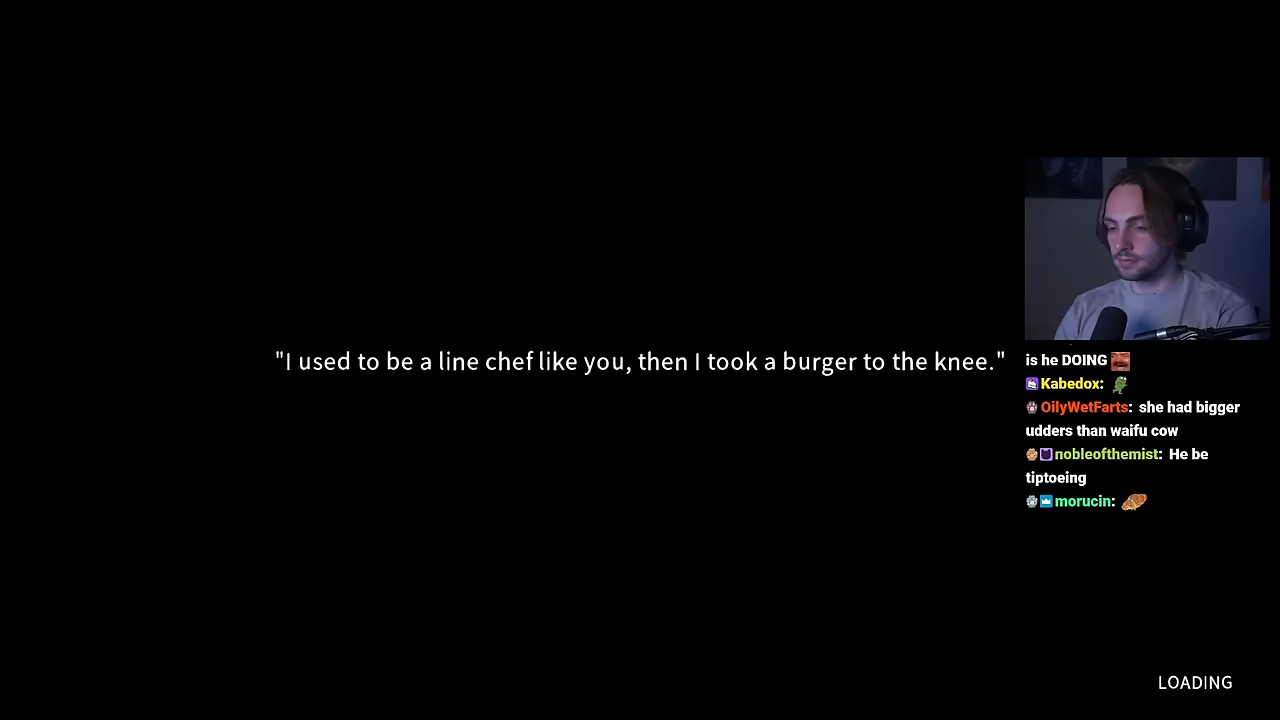 "I used to be a line chef like you, then I took a burger to the knee."
is he DOING
Kabedox:
OilyWetFarts: she had bigger
udders than waifu cow
nobleofthemist: He be
tiptoeing
morucin:
LOADING